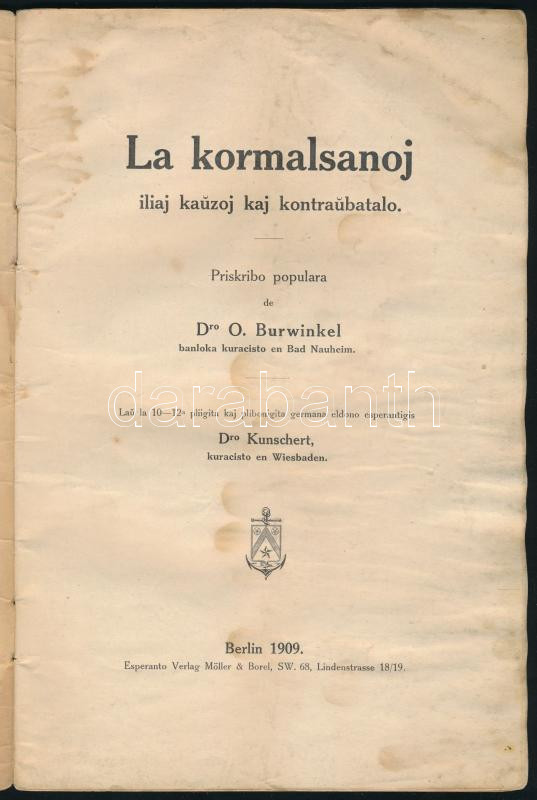 La kormalsanoj
iliaj kaŭzoj kaj kontraŭbatalo.
Priskribo populara
de
Dro O. Burwinkel
banloka kuracisto en Bad Nauheim.
darabanth
Laŭ la 10—12a pliigita kaj plibonigita germana eldono esperantigis
Dro Kunschert,
kuracisto en Wiesbaden.
Berlin 1909.
Esperanto Verlag Möller & Borel, SW. 68, Lindenstrasse 18/19.